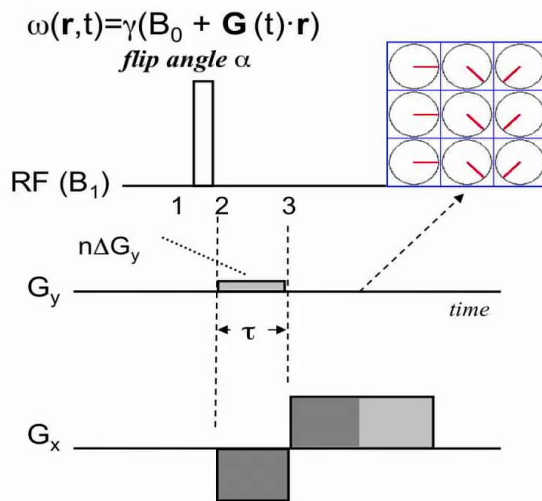 ω(r,t)=γ(B₀ + G (t)·r)
flip angle α
RF (B₁)
1 2 3
nΔGy
Gy
time
τ
Gx